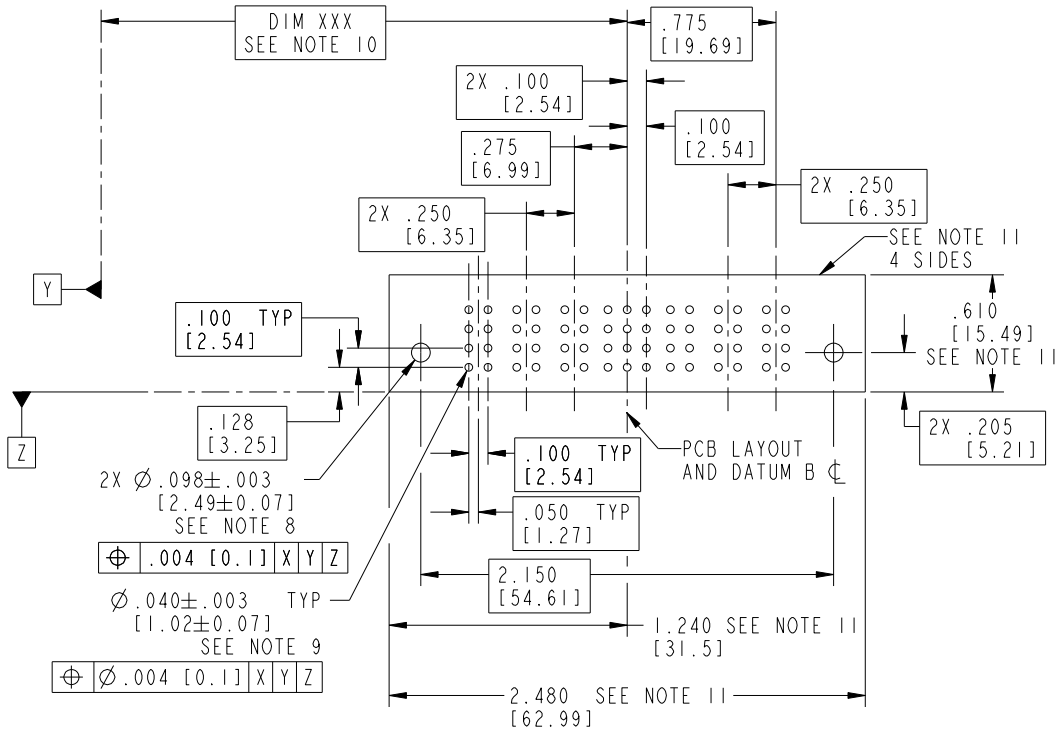 DIM XXX
SEE NOTE 10
.775
[19.69]
2X .100
[2.54]
.100
[2.54]
.275
[6.99]
2X .250
[6.35]
2X .250
[6.35]
SEE NOTE 11
4 SIDES
Y
.100 TYP
[2.54]
.610
[15.49]
SEE NOTE 11
Z
.128
[3.25]
2X .205
[5.21]
.100 TYP
[2.54]
PCB LAYOUT
AND DATUM B ℄
2X Ø .098±.003
[2.49±0.07]
SEE NOTE 8
⌖ .004 [0.1] X Y Z
.050 TYP
[1.27]
2.150
[54.61]
Ø .040±.003 TYP
[1.02±0.07]
SEE NOTE 9
⌖ Ø.004 [0.1] X Y Z
1.240 SEE NOTE 11
[31.5]
2.480 SEE NOTE 11
[62.99]